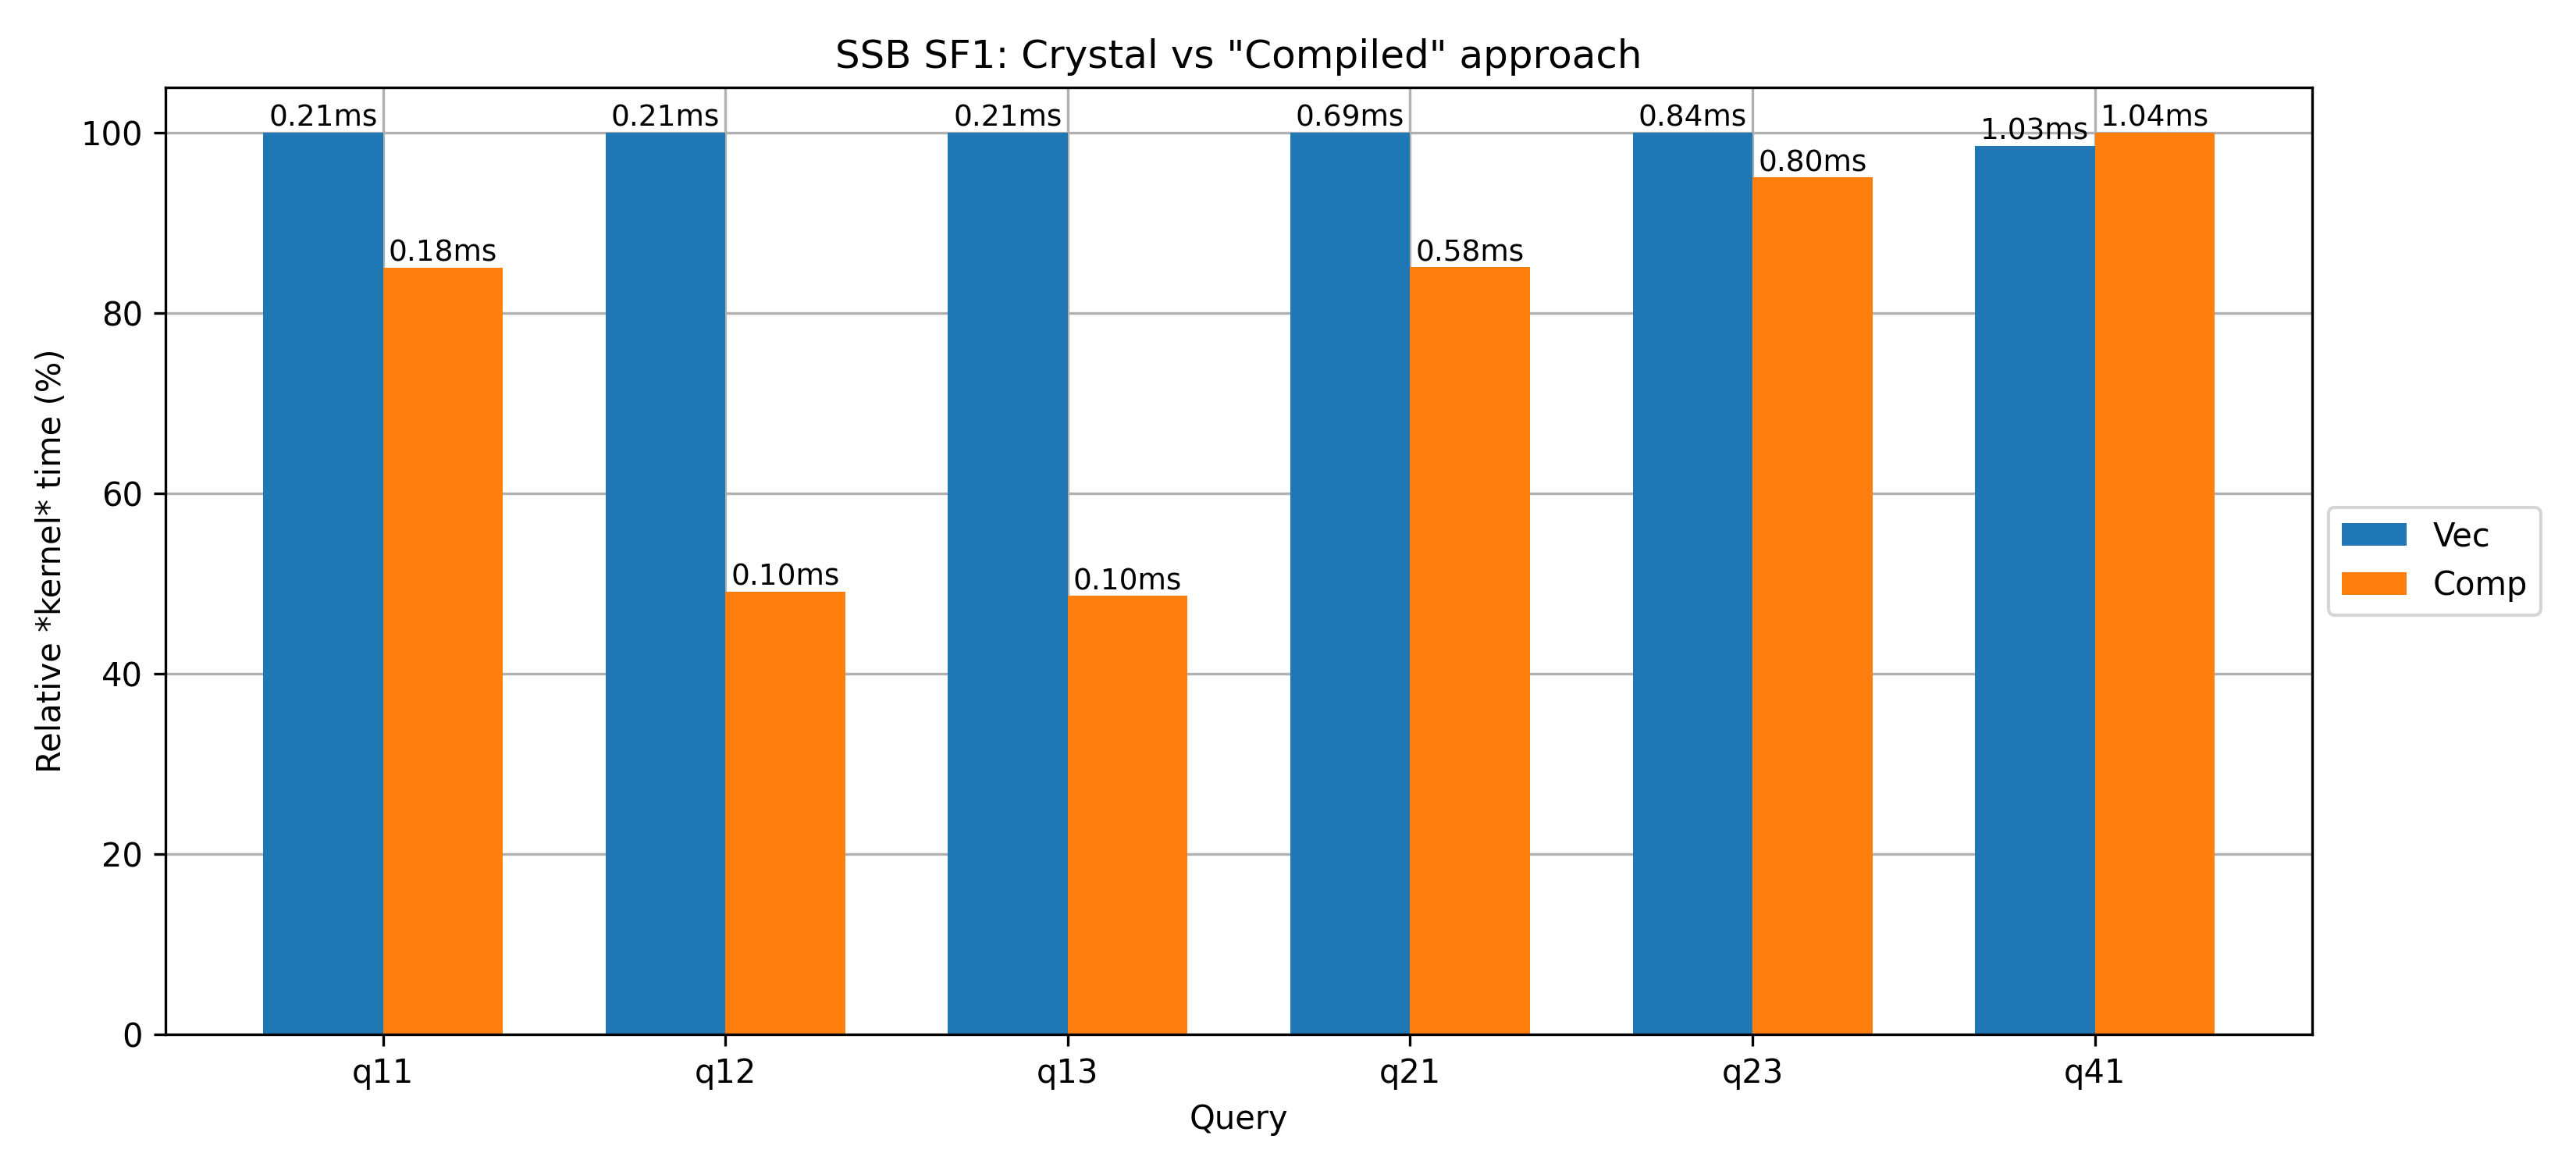 SSB SF1: Crystal vs "Compiled" approach
Relative *kernel* time (%)
100
80
60
40
20
0
0.21ms
0.18ms
0.21ms
0.10ms
0.21ms
0.10ms
0.69ms
0.58ms
0.84ms
0.80ms
1.03ms
1.04ms
q11
q12
q13
q21
q23
q41
Query
Vec
Comp